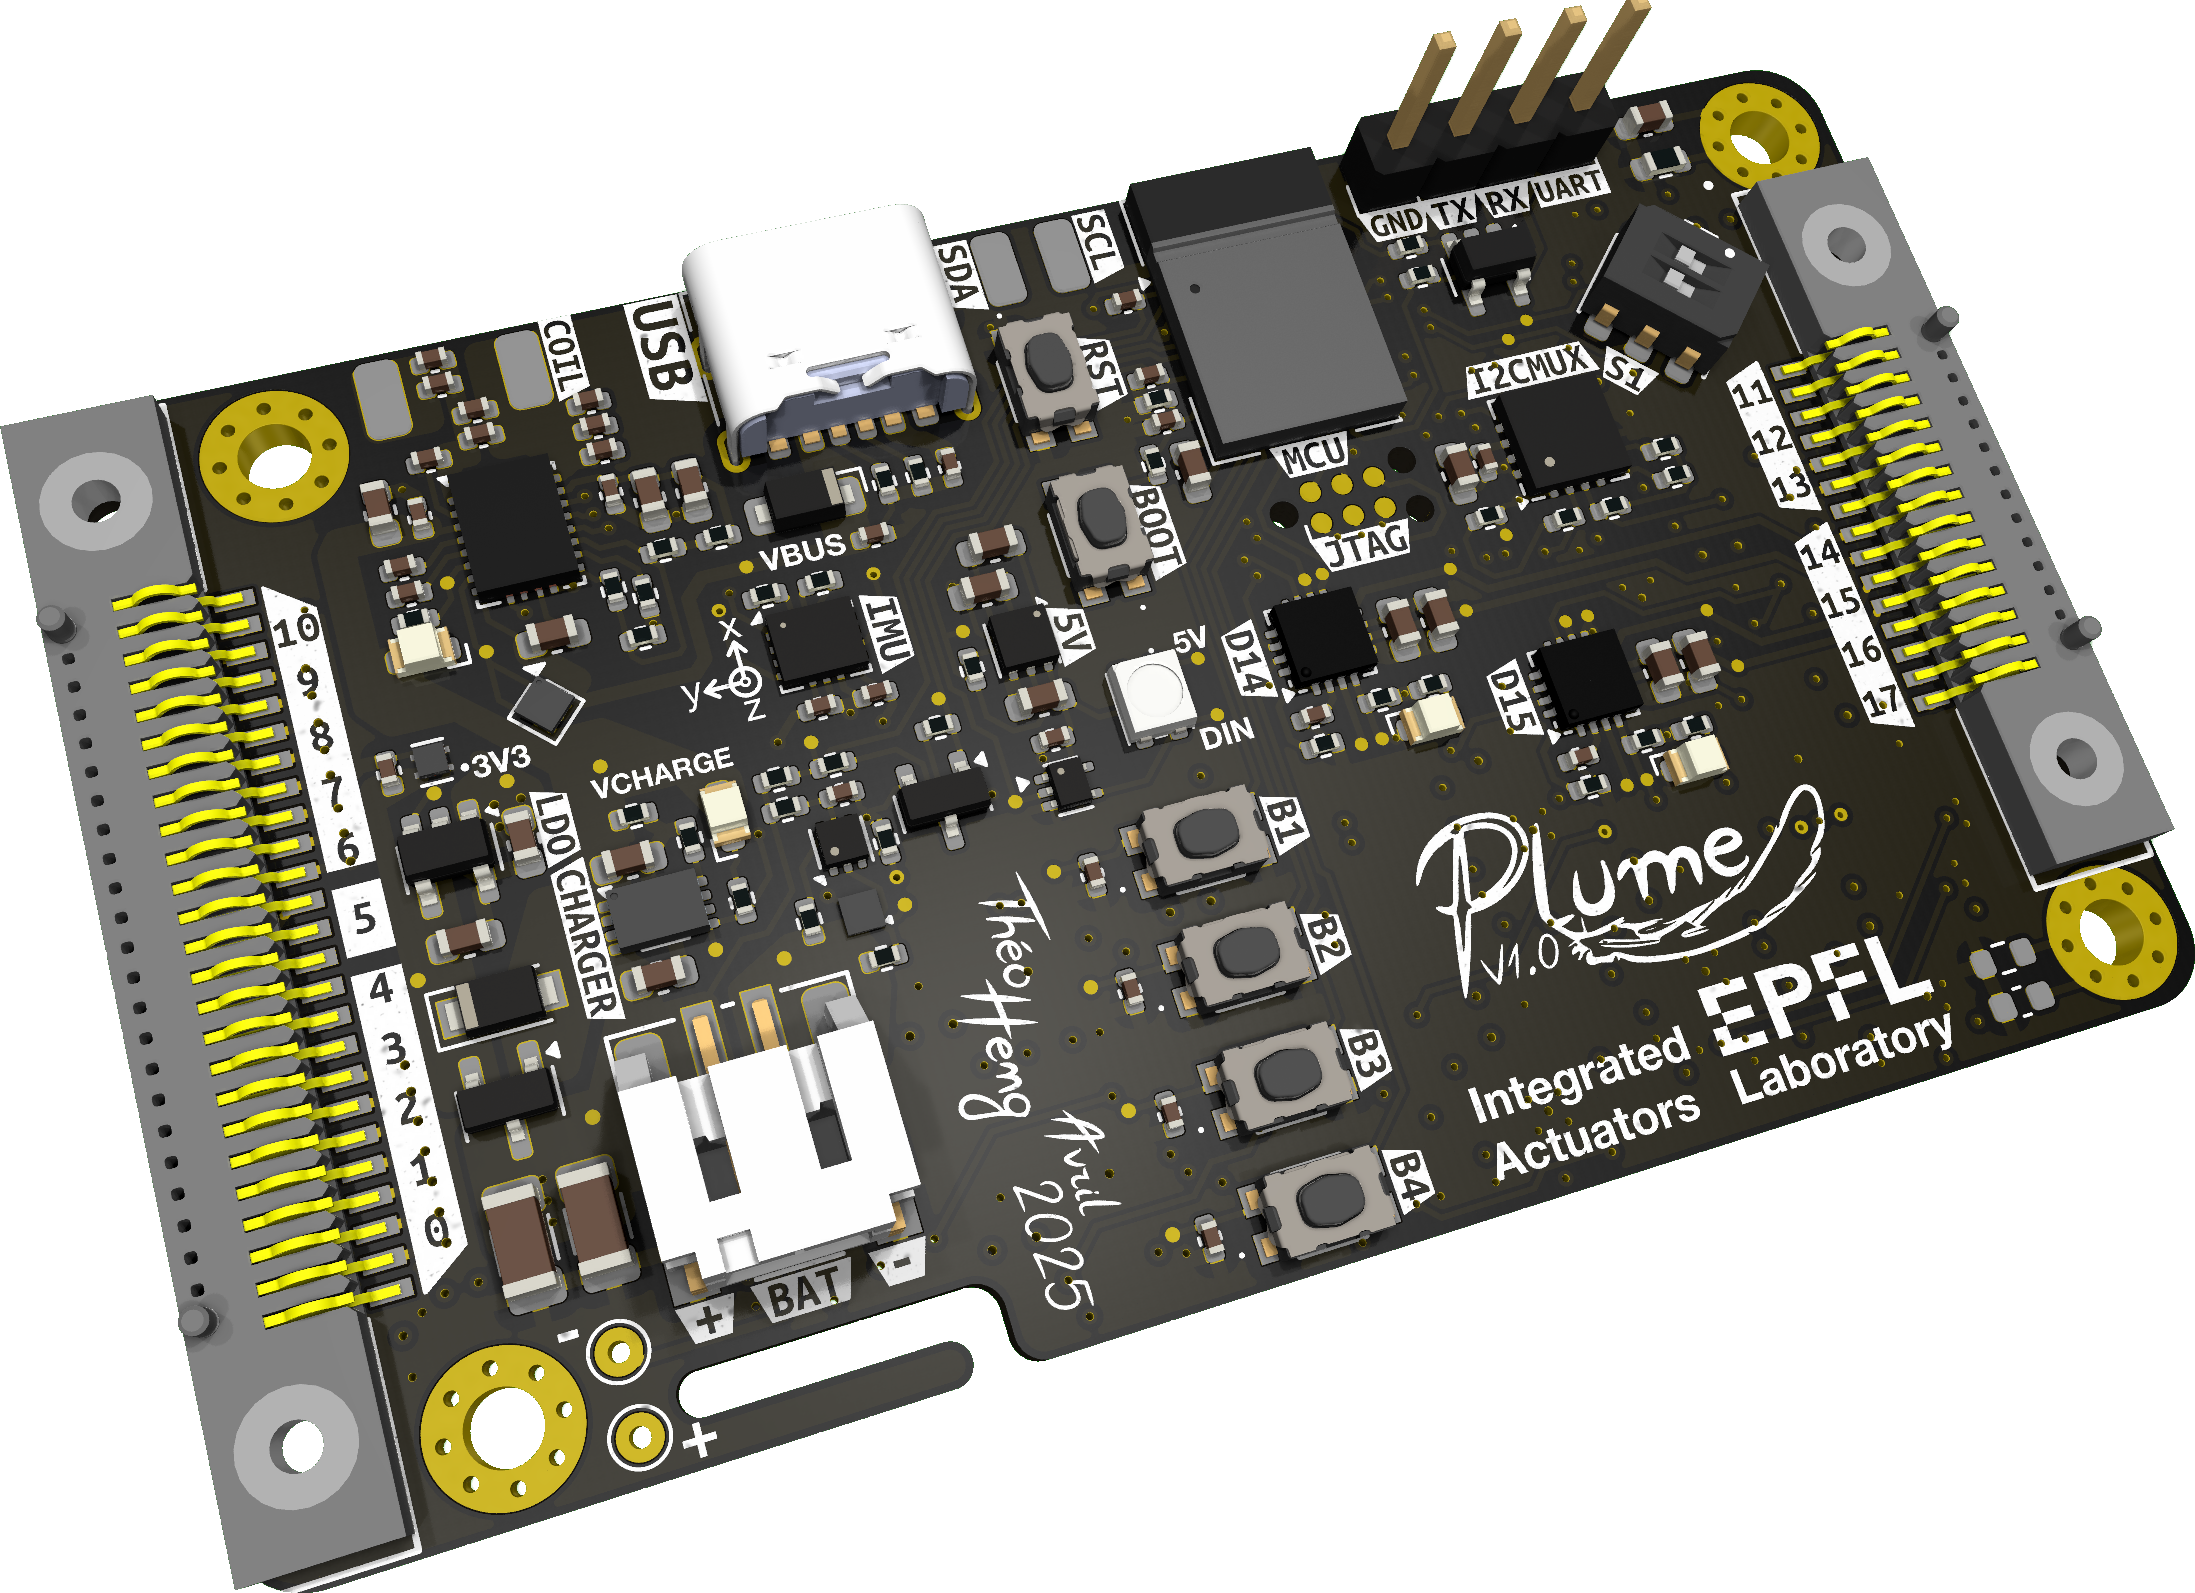 GND TX RX UART
SCL
SDA
USB
COIL
RST
MCU
I2CMUX
S1
BOOT
JTAG
VBUS
IMU
x
y
z
5V
5V
DIN
D14
D15
11
12
13
14
15
16
17
10
9
8
7
6
5
4
3
2
1
0
3V3
VCHARGE
LDO
CHARGER
B1
B2
B3
B4
Théo Heng
Avril
2025
Plume
V1.0
EPFL
Integrated
Actuators
Laboratory
+ BAT -
-
+